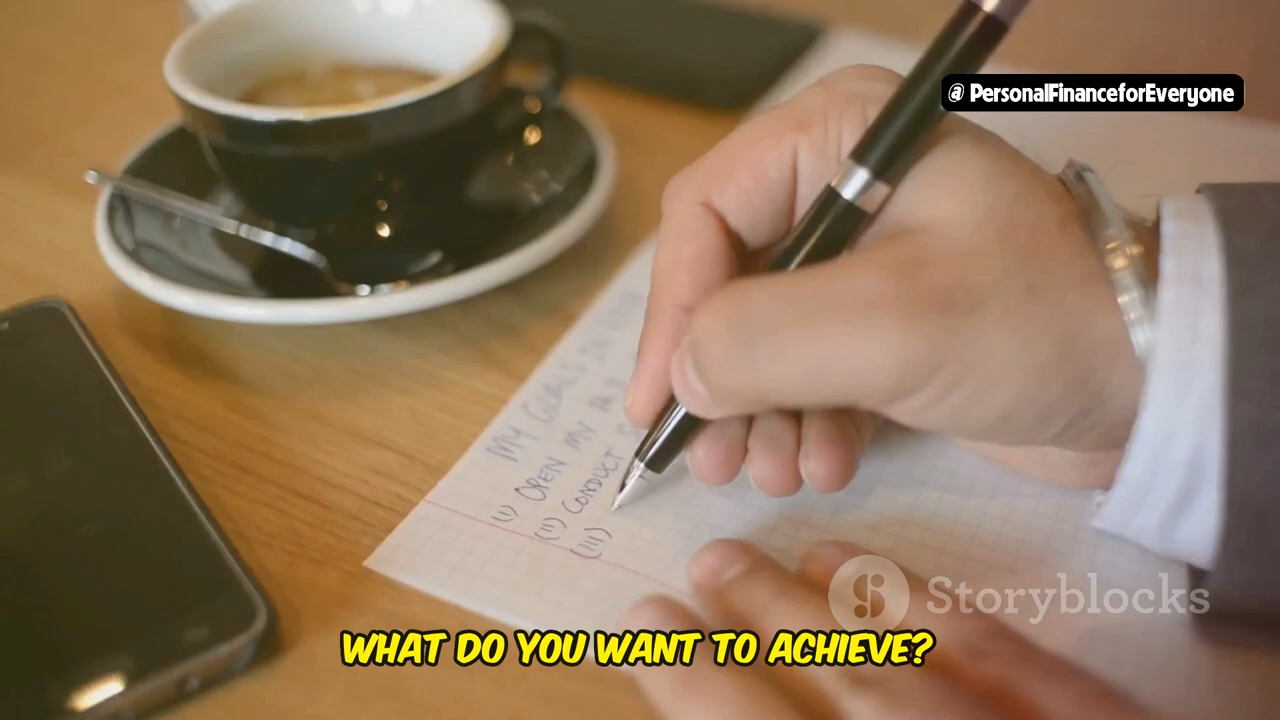 @ PersonalFinanceforEveryone
MY GOALS
(I) OPEN MY
(II) CONDUCT
(III)
Storyblocks
WHAT DO YOU WANT TO ACHIEVE?